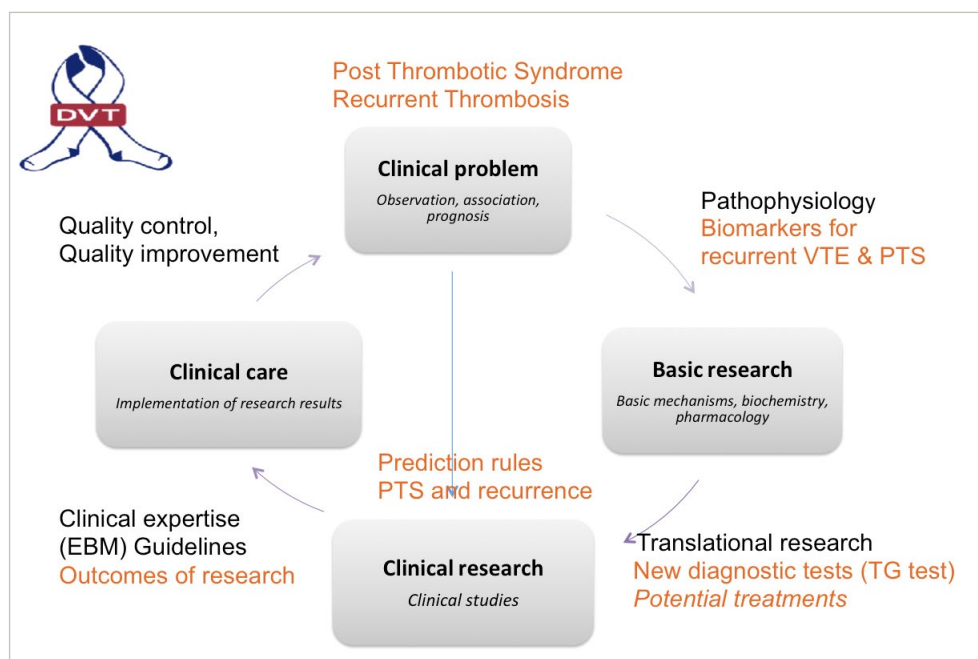 DVT
Post Thrombotic Syndrome
Recurrent Thrombosis
Clinical problem
Observation, association,
prognosis
Pathophysiology
Biomarkers for
recurrent VTE & PTS
Quality control,
Quality improvement
Clinical care
Implementation of research results
Basic research
Basic mechanisms, biochemistry,
pharmacology
Prediction rules
PTS and recurrence
Clinical expertise
(EBM) Guidelines
Outcomes of research
Clinical research
Clinical studies
Translational research
New diagnostic tests (TG test)
Potential treatments